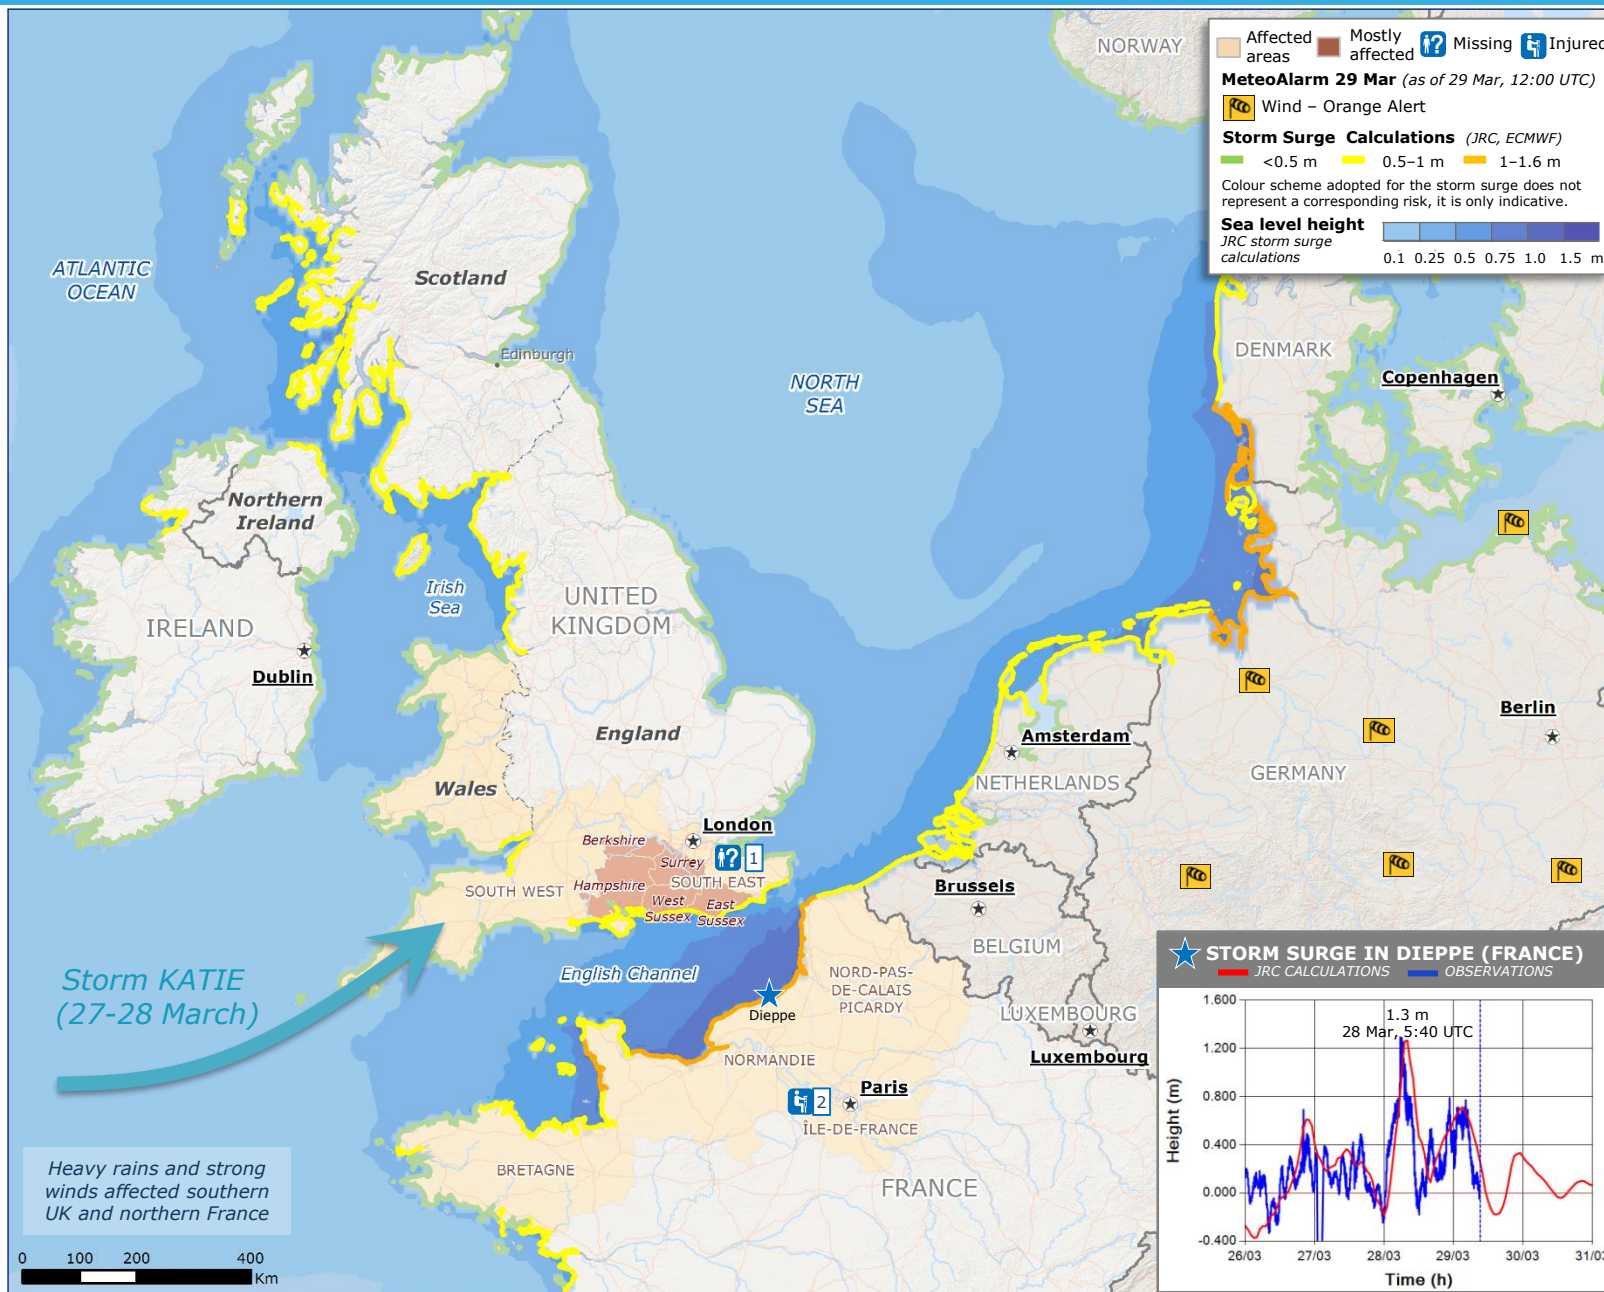 NORWAY
Affected areas
Mostly affected
Missing
Injured
MeteoAlarm 29 Mar (as of 29 Mar, 12:00 UTC)
Wind – Orange Alert
Storm Surge Calculations (JRC, ECMWF)
<0.5 m 0.5–1 m 1–1.6 m
Colour scheme adopted for the storm surge does not
represent a corresponding risk, it is only indicative.
Sea level height
JRC storm surge
calculations
0.1 0.25 0.5 0.75 1.0 1.5 m
ATLANTIC
OCEAN
Scotland
Edinburgh
NORTH
SEA
DENMARK
Copenhagen
Northern
Ireland
Irish
Sea
UNITED
KINGDOM
IRELAND
Dublin
England
Wales
Amsterdam
NETHERLANDS
Berlin
GERMANY
London
Berkshire
Surrey
1
SOUTH EAST
SOUTH WEST
Hampshire
West
Sussex
East
Sussex
Brussels
BELGIUM
English Channel
Storm KATIE
(27-28 March)
Dieppe
NORD-PAS-
DE-CALAIS
PICARDY
LUXEMBOURG
Luxembourg
NORMANDIE
Paris
2
ÎLE-DE-FRANCE
BRETAGNE
FRANCE
Heavy rains and strong
winds affected southern
UK and northern France
0 100 200 400
Km
STORM SURGE IN DIEPPE (FRANCE)
JRC CALCULATIONS OBSERVATIONS
1.3 m
28 Mar, 5:40 UTC
Height (m)
1.600
1.200
0.800
0.400
0.000
-0.400
26/03 27/03 28/03 29/03 30/03 31/03
Time (h)